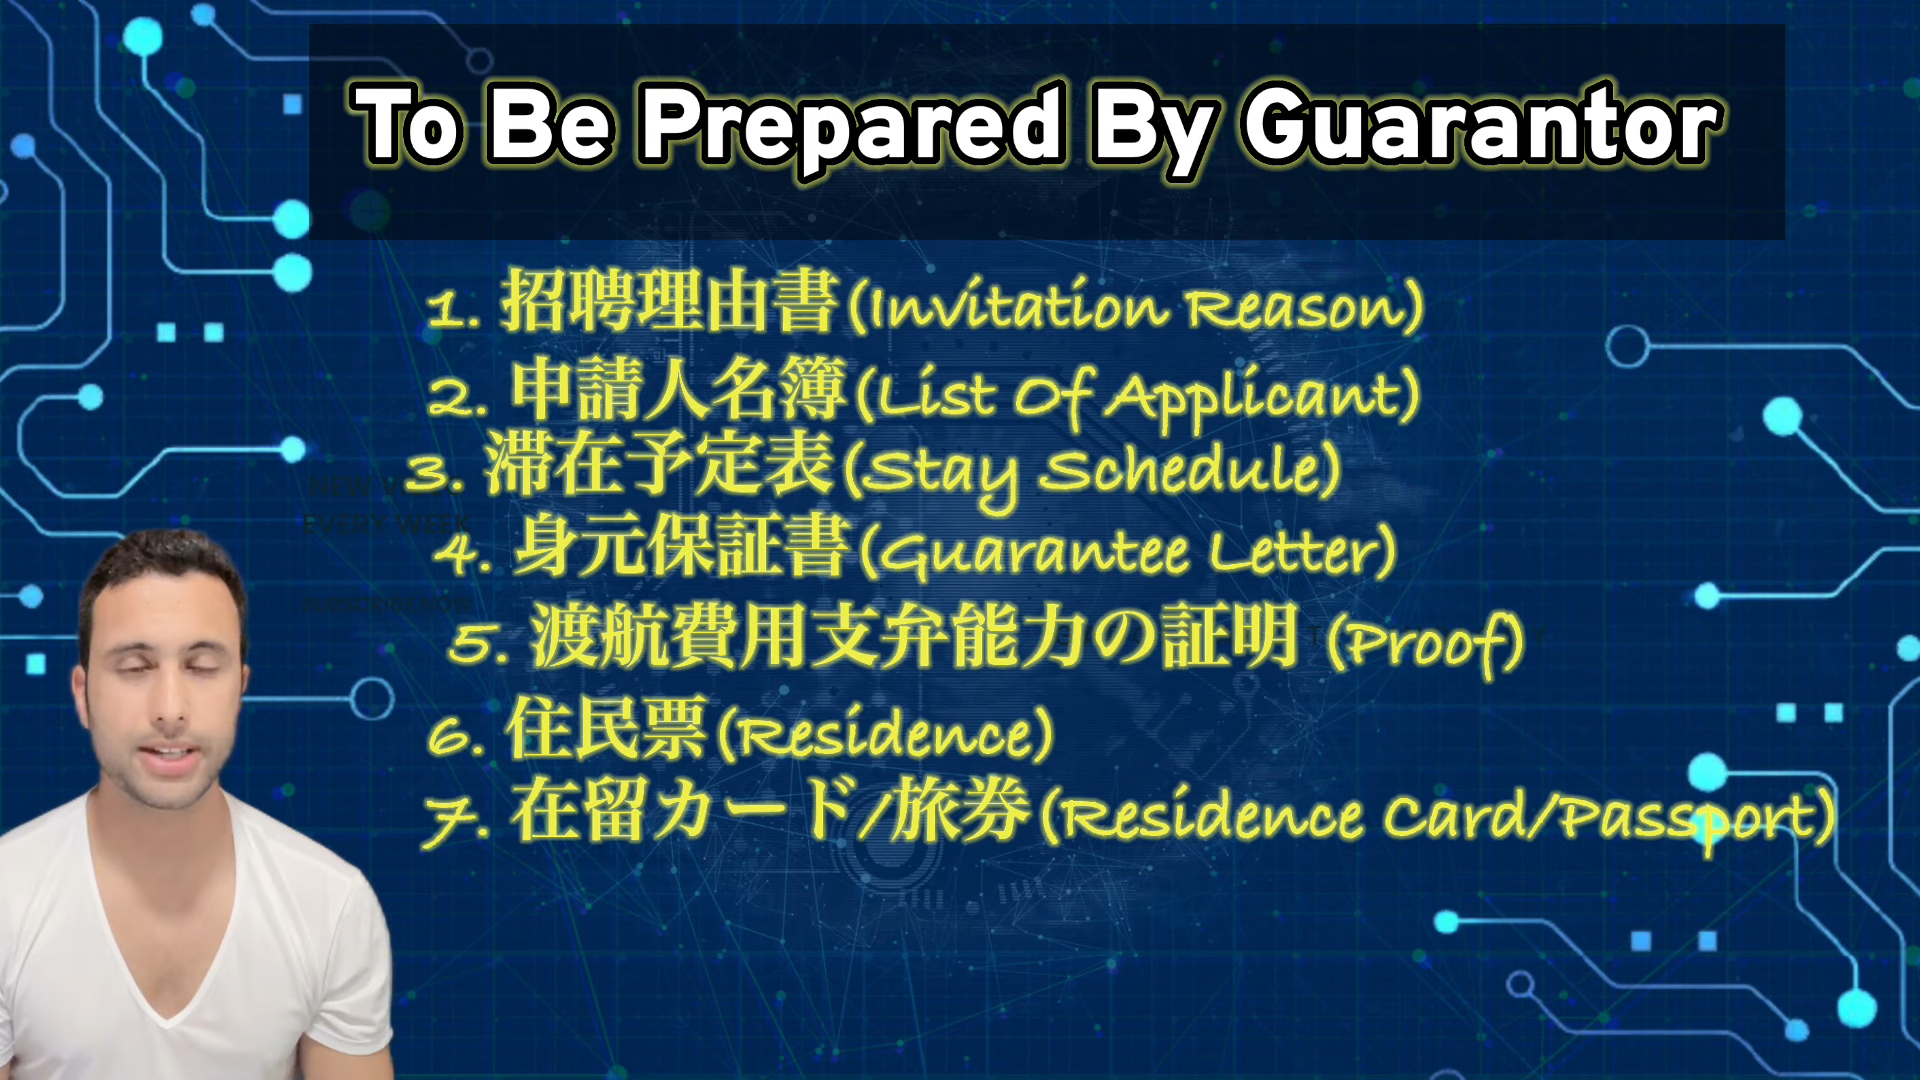 To Be Prepared By Guarantor
1. 招聘理由書(Invitation Reason)
2. 申請人名簿(List Of Applicant)
3. 滞在予定表(Stay Schedule)
NEW V
EVERY WEEK
4. 身元保証書(Guarantee Letter)
5. 渡航費用支弁能力の証明 (Proof)
6. 住民票(Residence)
7. 在留カード/旅券(Residence Card/Passport)